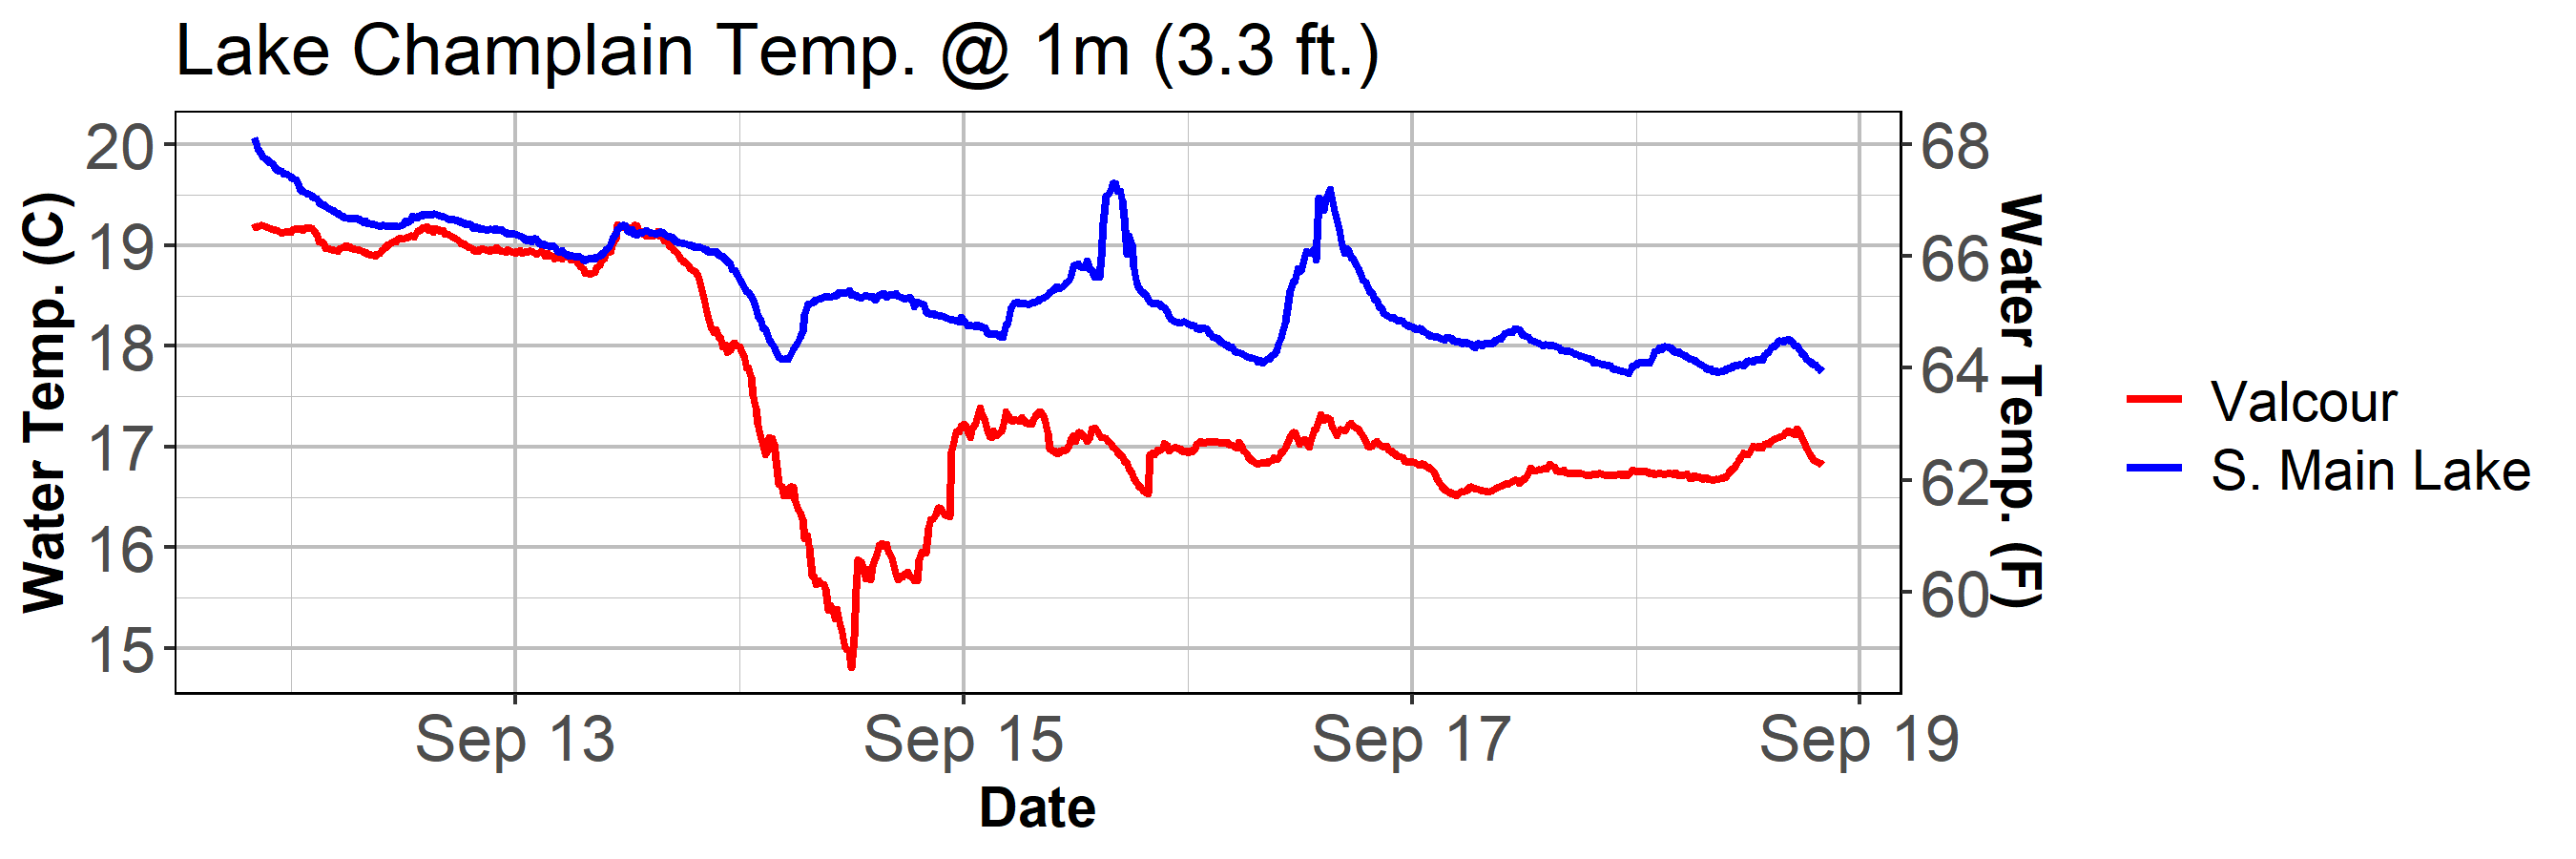 Lake Champlain Temp. @ 1m (3.3 ft.)
Water Temp. (C)
20
19
18
17
16
15
68
66
64
62
60
Water Temp. (F)
Sep 13
Sep 15
Sep 17
Sep 19
Date
Valcour
S. Main Lake